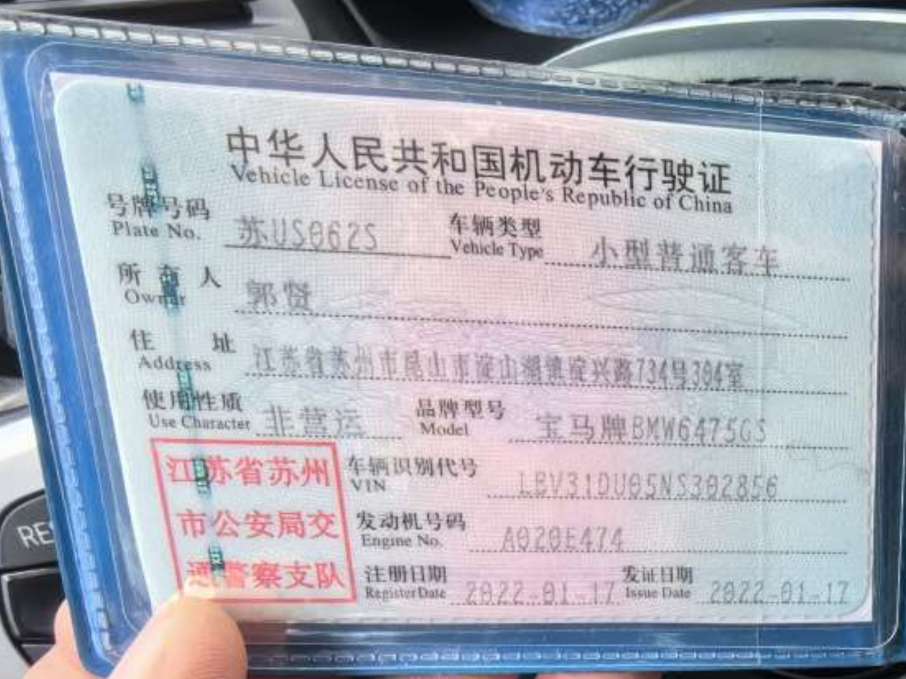 中华人民共和国机动车行驶证
Vehicle License of the People's Republic of China
号牌号码 苏US062S 车辆类型 小型普通客车
Plate No. Vehicle Type
所有人 郭贤
Owner
住址 江苏省苏州市昆山市淀山湖镇淀兴路734号304室
Address
使用性质 非营运 品牌型号 宝马牌BMW6475GS
Use Character Model
江苏省苏州 车辆识别代号 LBV31DU05NS302856
VIN
市公安局交 发动机号码 A020E474
Engine No.
通警察支队 注册日期 2022-01-17 发证日期 2022-01-17
Register Date Issue Date
RES